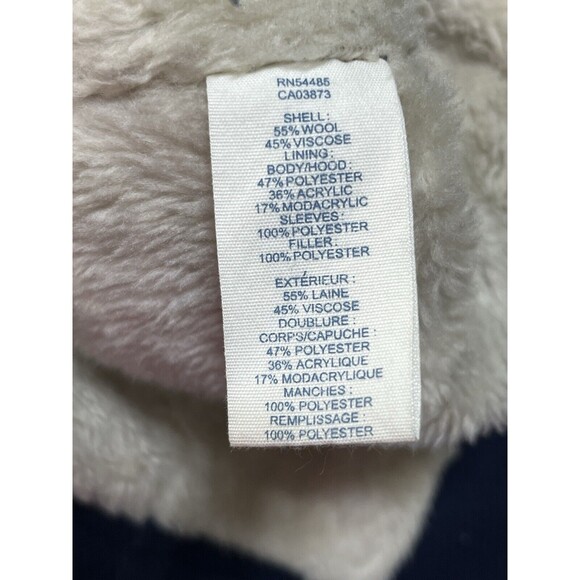 RN54485
CA03873
SHELL:
55% WOOL
45% VISCOSE
LINING:
BODY/HOOD:
47% POLYESTER
36% ACRYLIC
17% MODACRYLIC
SLEEVES:
100% POLYESTER
FILLER:
100% POLYESTER
EXTÉRIEUR :
55% LAINE
45% VISCOSE
DOUBLURE :
CORPS/CAPUCHE :
47% POLYESTER
36% ACRYLIQUE
17% MODACRYLIQUE
MANCHES :
100% POLYESTER
REMPLISSAGE :
100% POLYESTER